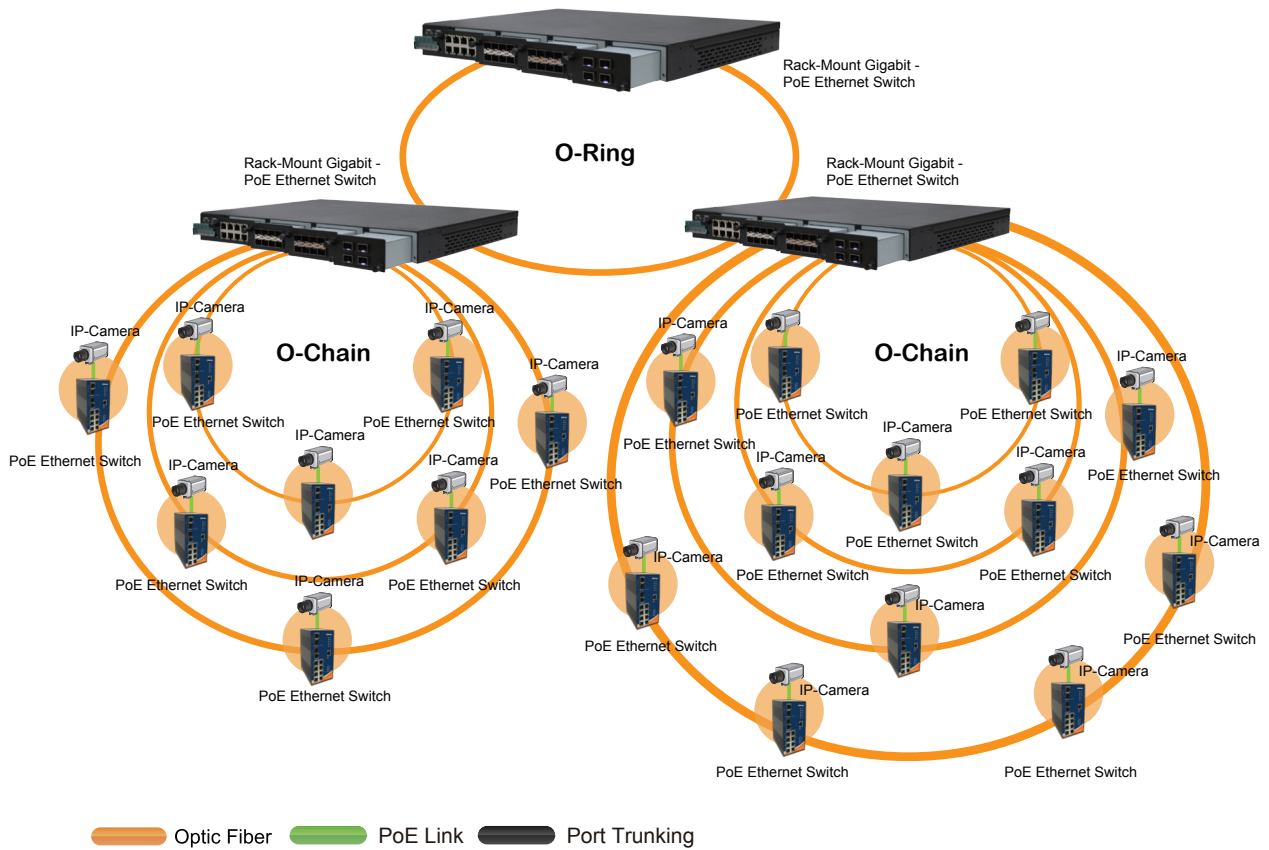 Rack-Mount Gigabit -
PoE Ethernet Switch
O-Ring
Rack-Mount Gigabit -
PoE Ethernet Switch
Rack-Mount Gigabit -
PoE Ethernet Switch
IP-Camera
IP-Camera
IP-Camera
IP-Camera
O-Chain
PoE Ethernet Switch
PoE Ethernet Switch
IP-Camera
PoE Ethernet Switch
IP-Camera
IP-Camera
PoE Ethernet Switch
PoE Ethernet Switch
PoE Ethernet Switch
IP-Camera
PoE Ethernet Switch
IP-Camera
O-Chain
IP-Camera
PoE Ethernet Switch
PoE Ethernet Switch
PoE Ethernet Switch
IP-Camera
PoE Ethernet Switch
IP-Camera
IP-Camera
PoE Ethernet Switch
PoE Ethernet Switch
PoE Ethernet Switch
IP-Camera
IP-Camera
IP-Camera
PoE Ethernet Switch
PoE Ethernet Switch
PoE Ethernet Switch
IP-Camera
IP-Camera
PoE Ethernet Switch
PoE Ethernet Switch
Optic Fiber
PoE Link
Port Trunking